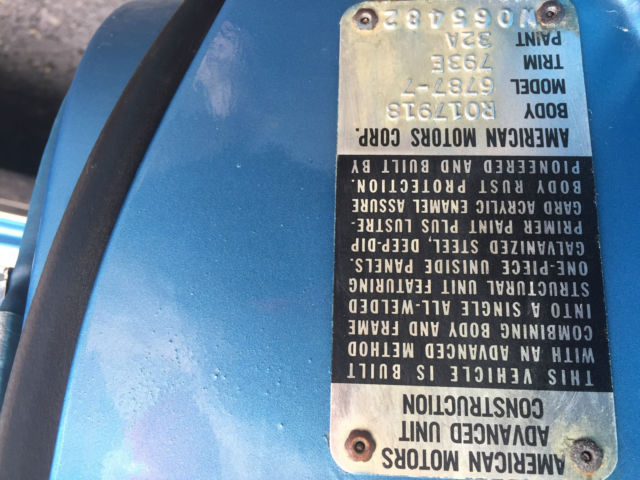 AMERICAN MOTORS
ADVANCED UNIT
CONSTRUCTION
THIS VEHICLE IS BUILT
WITH AN ADVANCED METHOD
COMBINING BODY AND FRAME
INTO A SINGLE ALL-WELDED
STRUCTURAL UNIT FEATURING
ONE-PIECE UNISIDE PANELS.
GALVANIZED STEEL, DEEP-DIP
PRIMER PAINT PLUS LUSTRE-
GARD ACRYLIC ENAMEL ASSURE
BODY RUST PROTECTION.
PIONEERED AND BUILT BY
AMERICAN MOTORS CORP.
BODY R017918
MODEL 6787-7
TRIM 793E
PAINT 32A
W065482